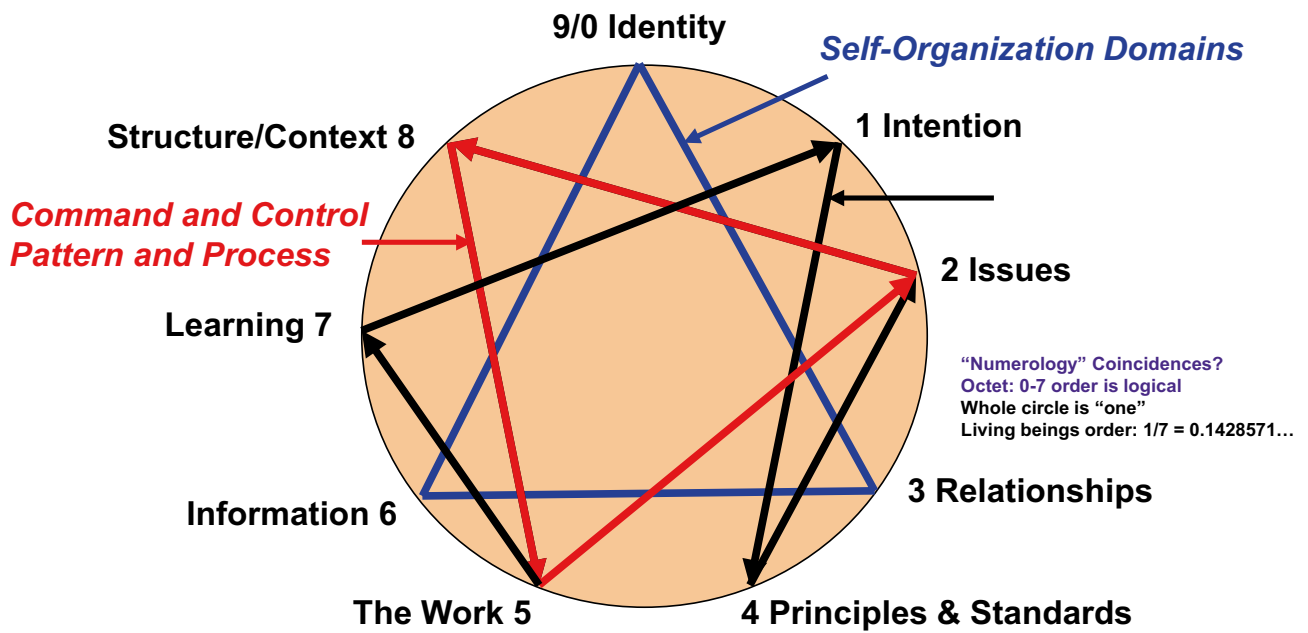 9/0 Identity
Self-Organization Domains
1 Intention
Structure/Context 8
Command and Control
Pattern and Process
2 Issues
Learning 7
“Numerology” Coincidences?
Octet: 0-7 order is logical
Whole circle is “one”
Living beings order: 1/7 = 0.1428571…
3 Relationships
Information 6
The Work 5
4 Principles & Standards